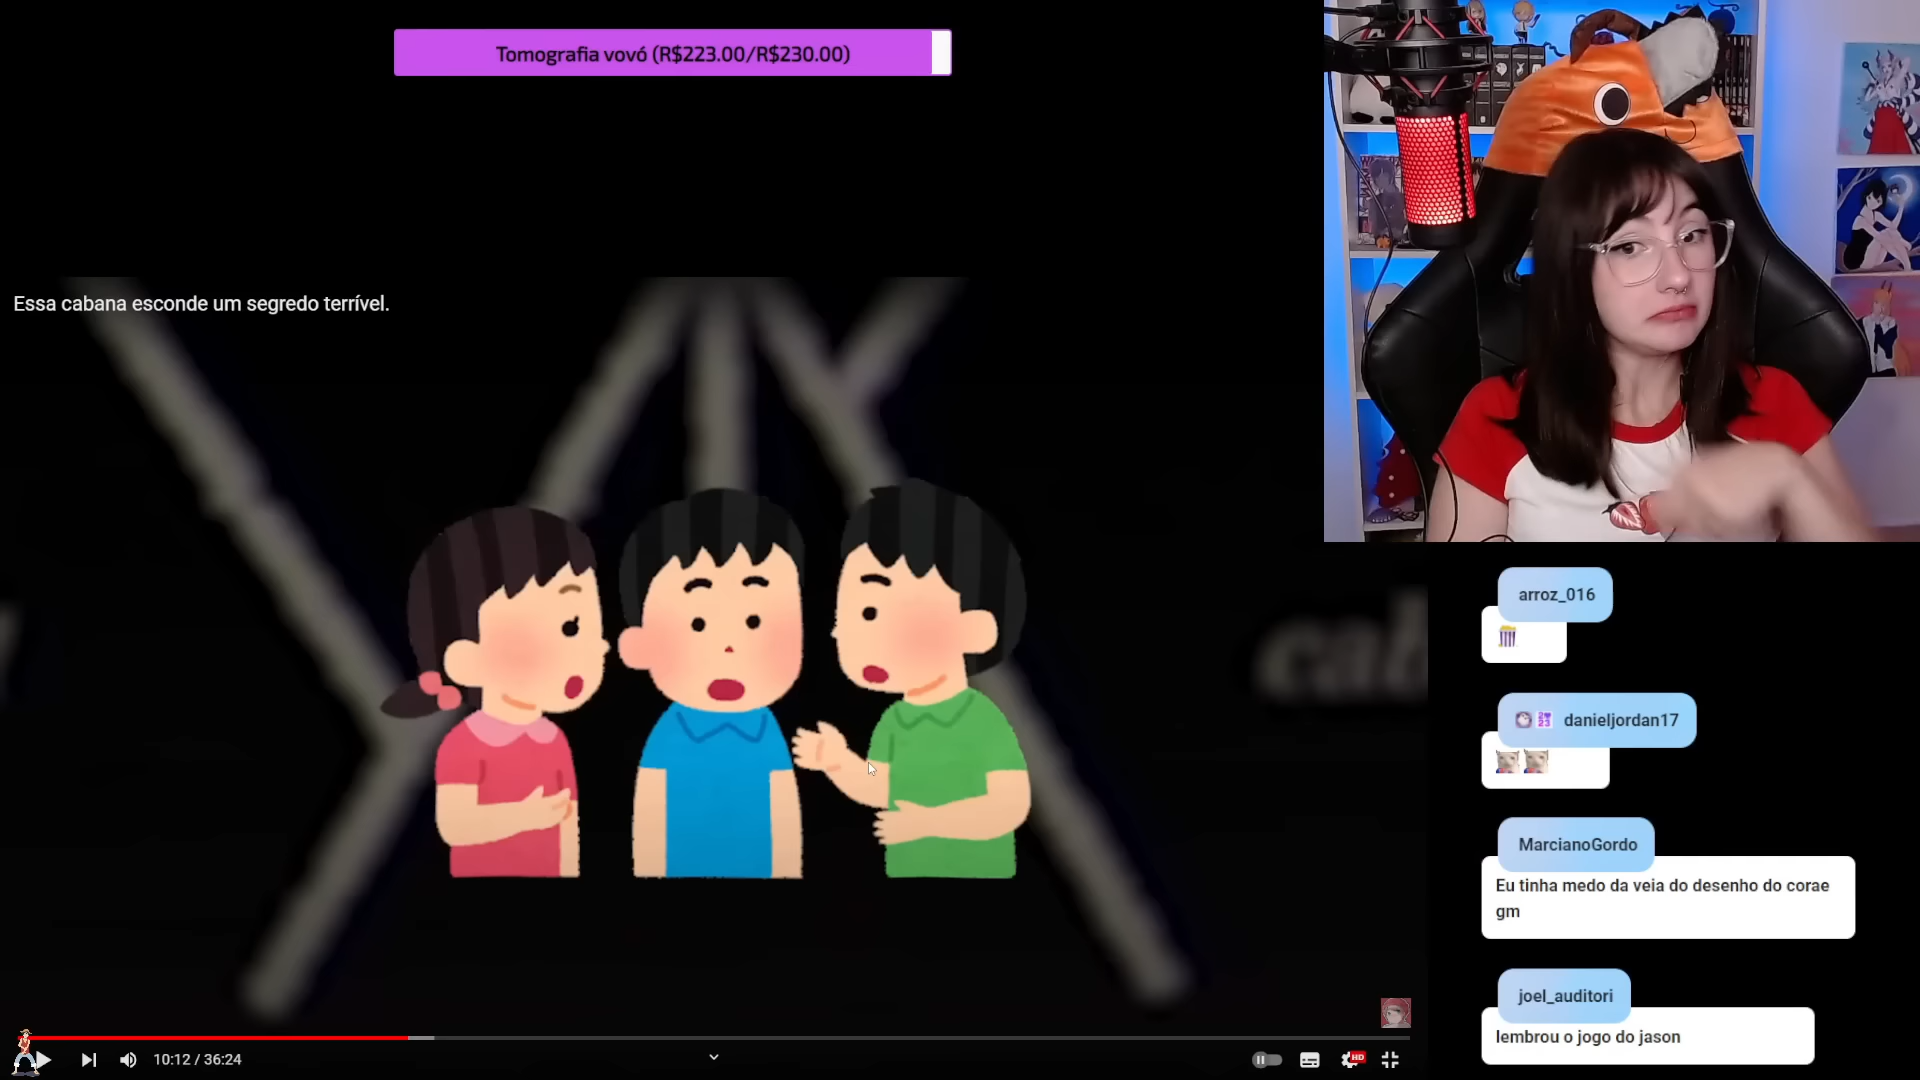 Tomografia vovó (R$223.00/R$230.00)
Essa cabana esconde um segredo terrível.
arroz_016
danieljordan17
MarcianoGordo
Eu tinha medo da veia do desenho do corae
gm
joel_auditori
lembrou o jogo do jason
10:12 / 36:24
HD